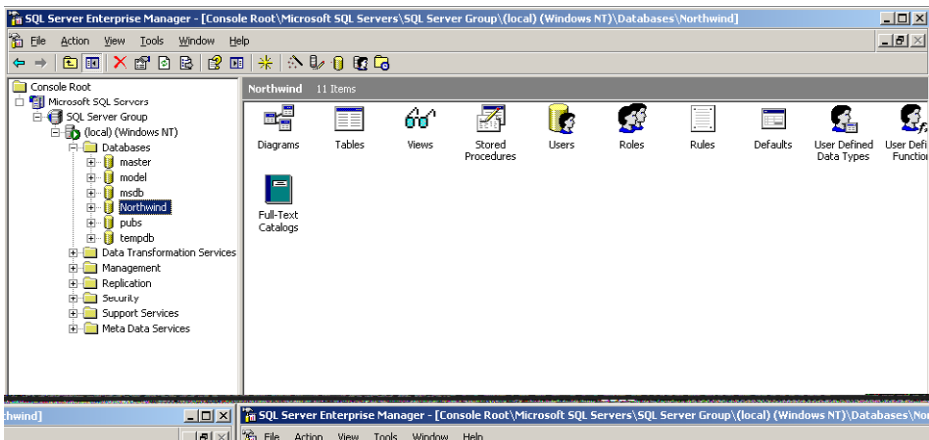 SQL Server Enterprise Manager - [Console Root\Microsoft SQL Servers\SQL Server Group\(local) (Windows NT)\Databases\Northwind]
File Action View Tools Window Help
Console Root
Microsoft SQL Servers
SQL Server Group
(local) (Windows NT)
Databases
master
model
msdb
Northwind
pubs
tempdb
Data Transformation Services
Management
Replication
Security
Support Services
Meta Data Services
Northwind 11 Items
Diagrams
Tables
Views
Stored Procedures
Users
Roles
Rules
Defaults
User Defined Data Types
User Defi
Function
Full-Text Catalogs
thwind]
SQL Server Enterprise Manager - [Console Root\Microsoft SQL Servers\SQL Server Group\(local) (Windows NT)\Databases\No
File Action View Tools Window Help